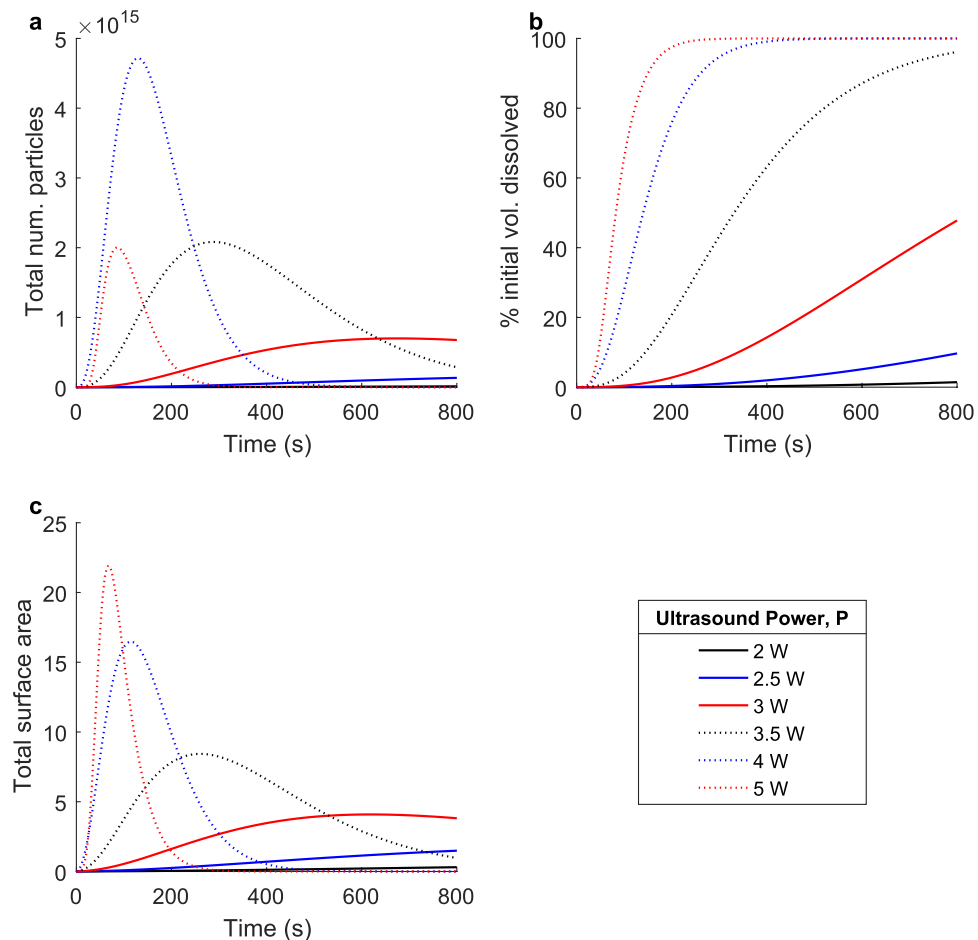 a
×10¹⁵
5
4
3
2
1
0
0 200 400 600 800
Total num. particles
Time (s)
b
100
80
60
40
20
0
0 200 400 600 800
% initial vol. dissolved
Time (s)
c
25
20
15
10
5
0
0 200 400 600 800
Total surface area
Time (s)
Ultrasound Power, P
2 W
2.5 W
3 W
3.5 W
4 W
5 W